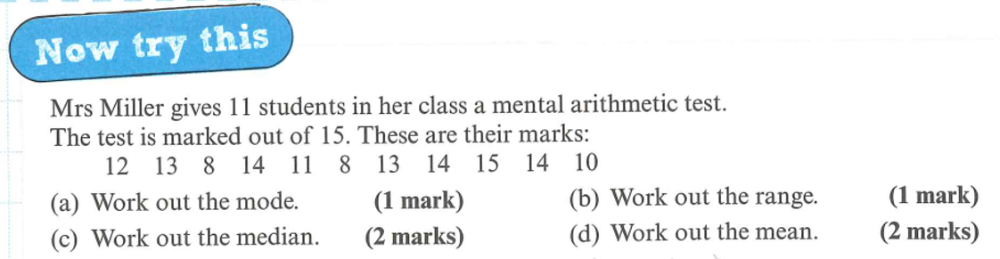 Now try this
Mrs Miller gives 11 students in her class a mental arithmetic test.
The test is marked out of 15. These are their marks:
12 13 8 14 11 8 13 14 15 14 10
(a) Work out the mode. (1 mark) (b) Work out the range. (1 mark)
(c) Work out the median. (2 marks) (d) Work out the mean. (2 marks)